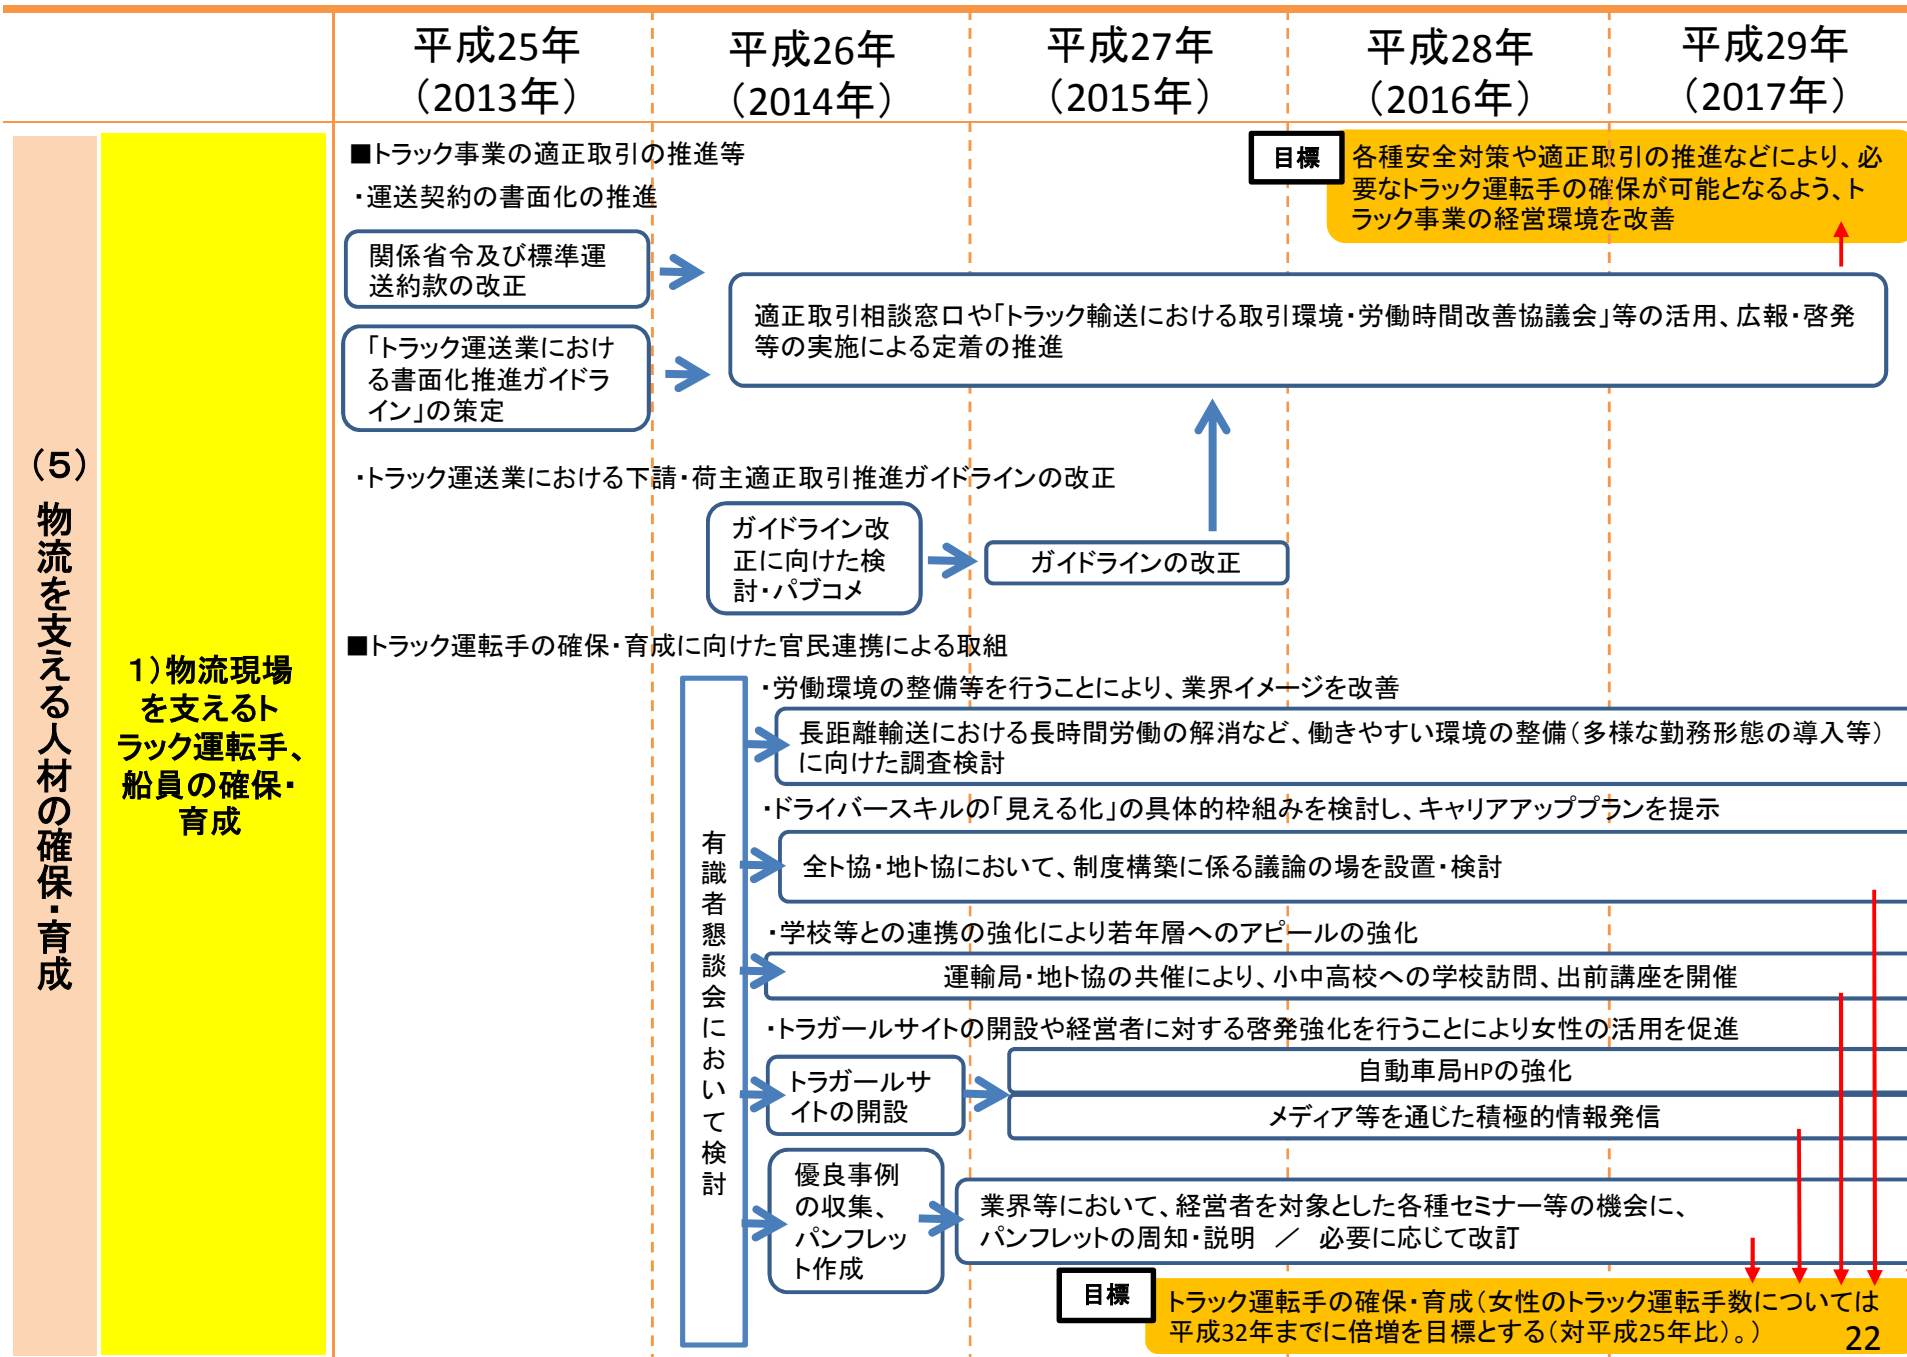 平成25年
（2013年）
平成26年
（2014年）
平成27年
（2015年）
平成28年
（2016年）
平成29年
（2017年）
（５）物流を支える人材の確保・育成
１）物流現場
を支えるト
ラック運転手、
船員の確保・
育成
■トラック事業の適正取引の推進等
・運送契約の書面化の推進
目標
各種安全対策や適正取引の推進などにより、必
要なトラック運転手の確保が可能となるよう、ト
ラック事業の経営環境を改善
関係省令及び標準運
送約款の改正
「トラック運送業におけ
る書面化推進ガイドラ
イン」の策定
適正取引相談窓口や「トラック輸送における取引環境・労働時間改善協議会」等の活用、広報・啓発
等の実施による定着の推進
・トラック運送業における下請・荷主適正取引推進ガイドラインの改正
ガイドライン改
正に向けた検
討・パブコメ
ガイドラインの改正
■トラック運転手の確保・育成に向けた官民連携による取組
有識者懇談会において検討
・労働環境の整備等を行うことにより、業界イメージを改善
長距離輸送における長時間労働の解消など、働きやすい環境の整備（多様な勤務形態の導入等）
に向けた調査検討
・ドライバースキルの「見える化」の具体的枠組みを検討し、キャリアアッププランを提示
全ト協・地ト協において、制度構築に係る議論の場を設置・検討
・学校等との連携の強化により若年層へのアピールの強化
運輸局・地ト協の共催により、小中高校への学校訪問、出前講座を開催
・トラガールサイトの開設や経営者に対する啓発強化を行うことにより女性の活用を促進
トラガールサ
イトの開設
自動車局HPの強化
メディア等を通じた積極的情報発信
優良事例
の収集、
パンフレッ
ト作成
業界等において、経営者を対象とした各種セミナー等の機会に、
パンフレットの周知・説明　／　必要に応じて改訂
目標
トラック運転手の確保・育成（女性のトラック運転手数については
平成32年までに倍増を目標とする（対平成25年比）。）
22